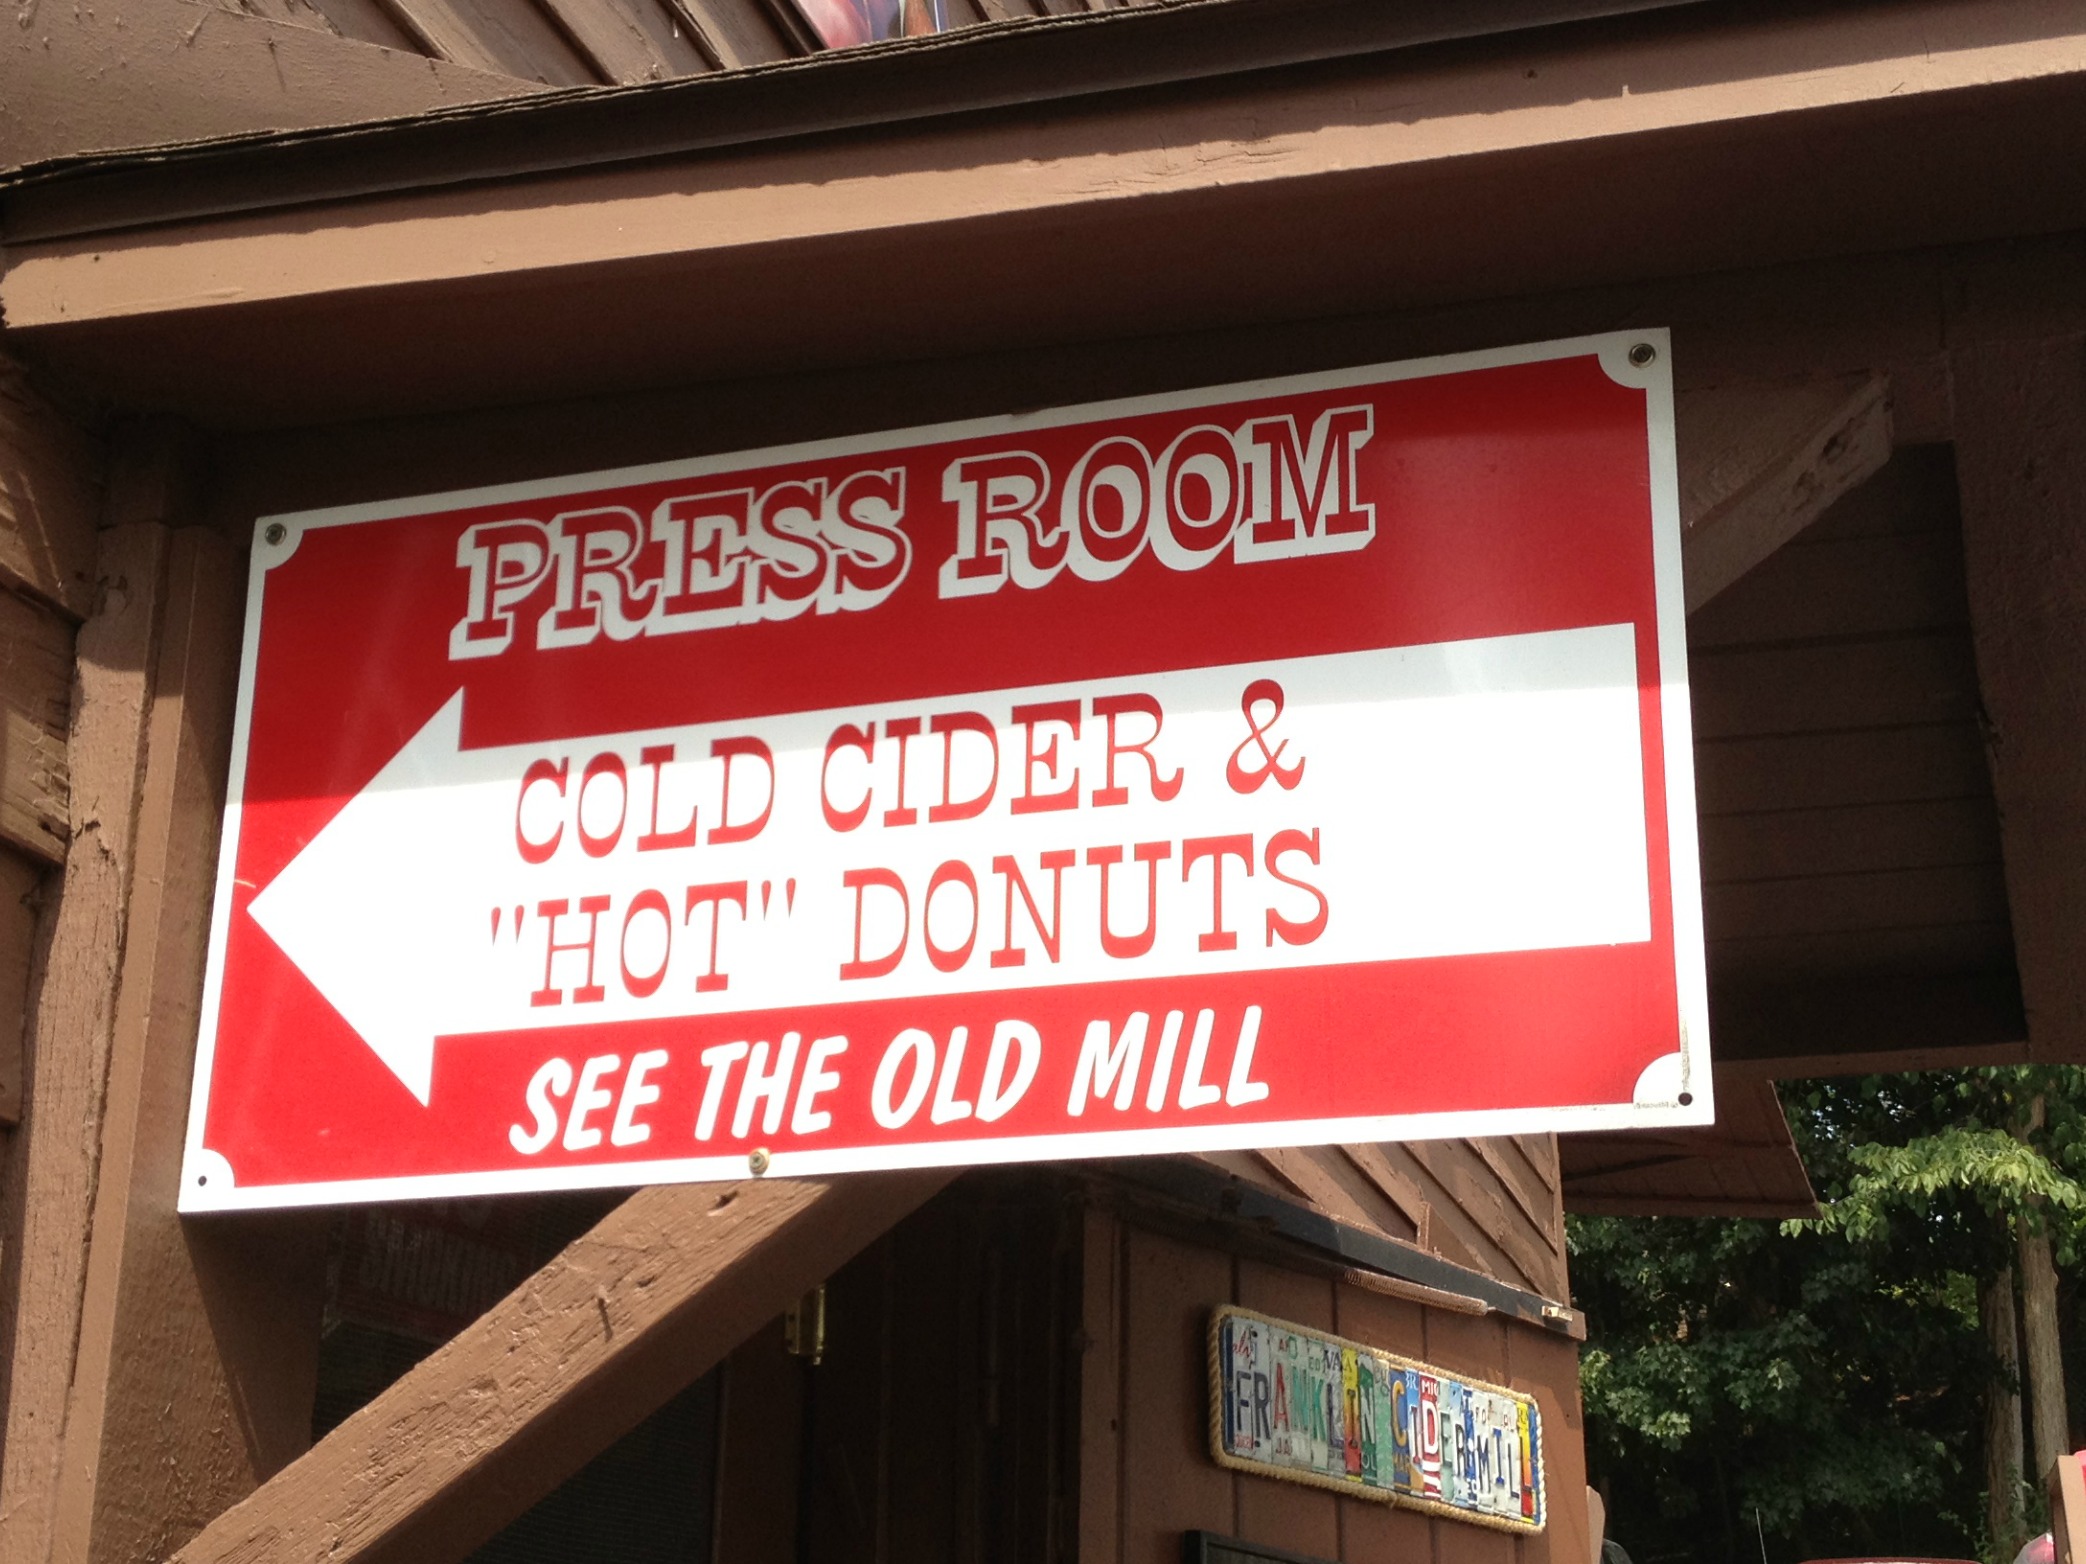 PRESS ROOM
COLD CIDER &
"HOT" DONUTS
SEE THE OLD MILL
FRANKLIN CIDER MILL